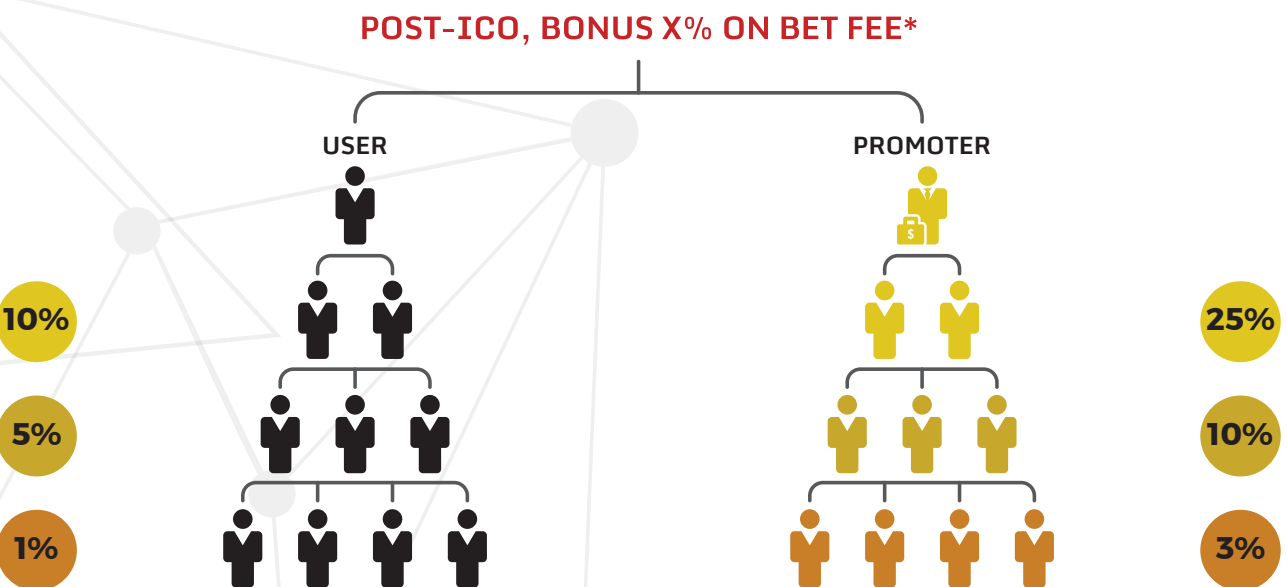 POST-ICO, BONUS X% ON BET FEE*
USER
PROMOTER
$
10%
25%
5%
10%
1%
3%